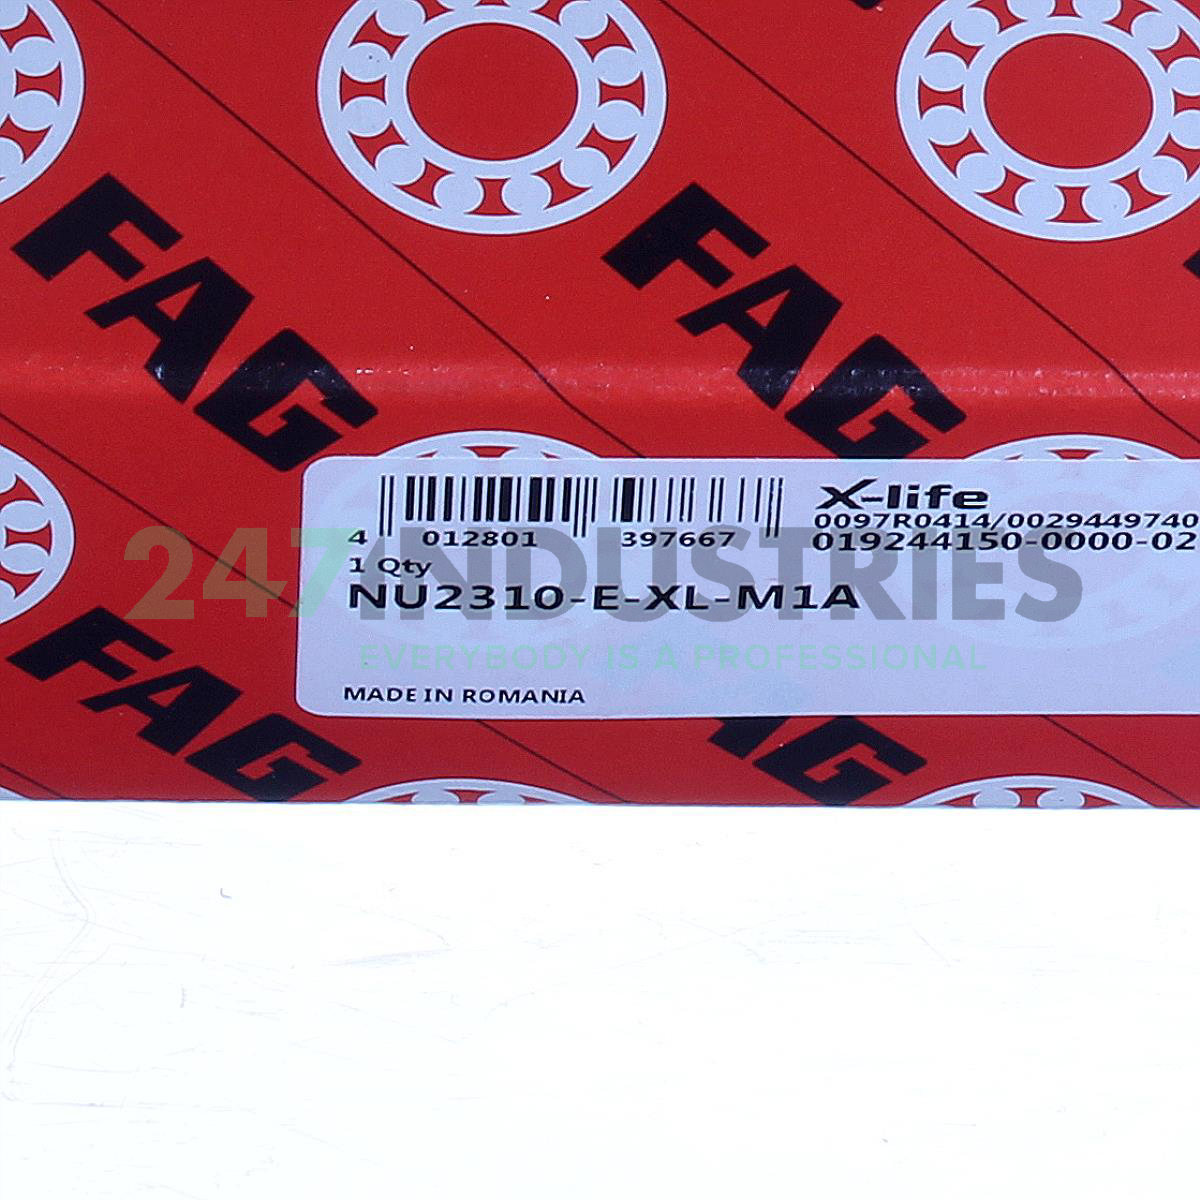 FAG
FAG
X-life
4 012801 397667
0097R0414/0029449740
019244150-0000-02
1 Qty
NU2310-E-XL-M1A
MADE IN ROMANIA
247INDUSTRIES
EVERYBODY IS A PROFESSIONAL
FAG
FAG